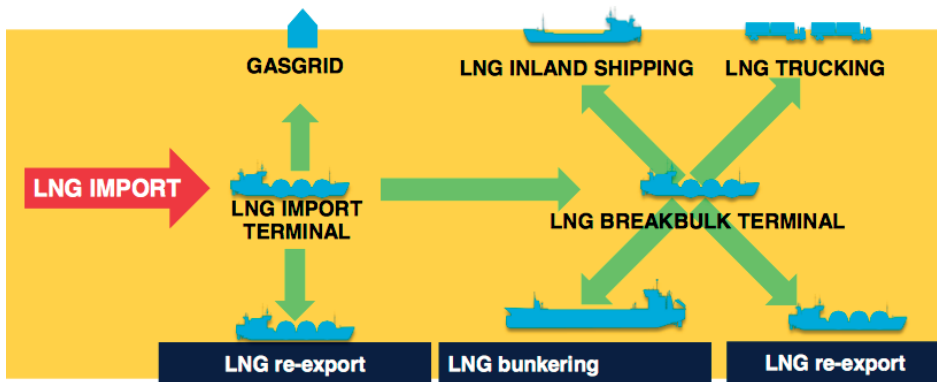 GASGRID
LNG INLAND SHIPPING
LNG TRUCKING
LNG IMPORT
LNG IMPORT
TERMINAL
LNG BREAKBULK TERMINAL
LNG re-export
LNG bunkering
LNG re-export